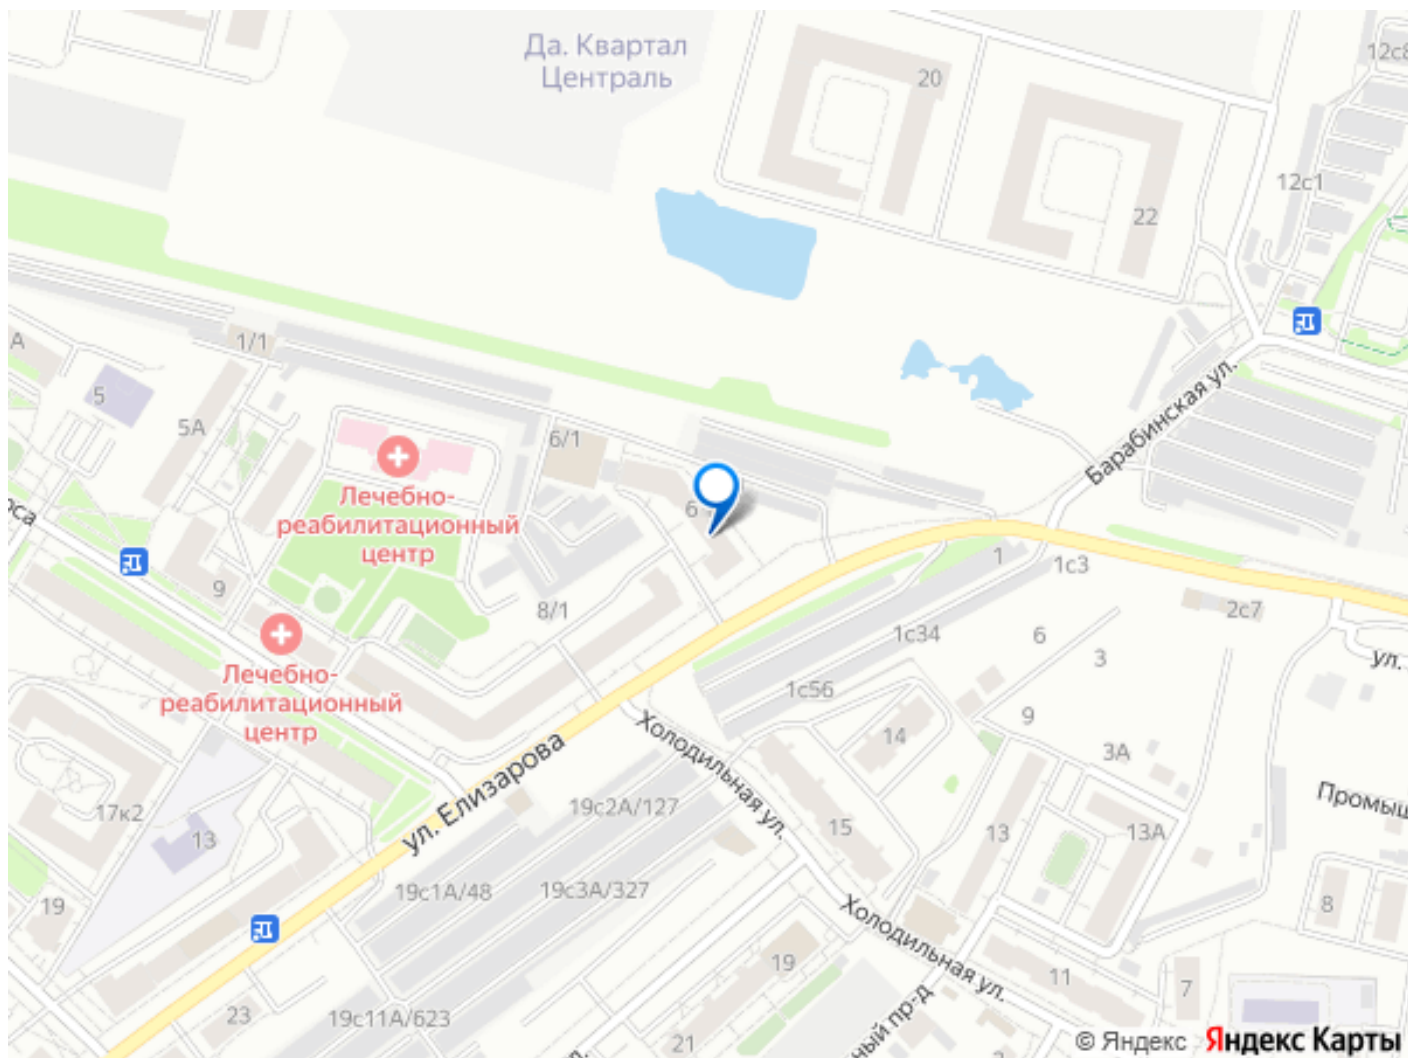 Да. Квартал
Централь
20
12с8
12с1
22
1/1
А
5
5А
6/1
Барабинская ул.
Лечебно-
реабилитационный
центр
6
1
1с3
9
8/1
2с7
1с34
6
3
ул.
Лечебно-
реабилитационный
центр
1с56
9
14
3А
Холодильная ул.
ул. Елизарова
17к2
13
19с2А/127
15
13
13А
19с1А/48
19с3А/327
19
8
Холодильная ул.
19
11
7
23
19с11А/623
21
2
3
© Яндекс Яндекс Карты